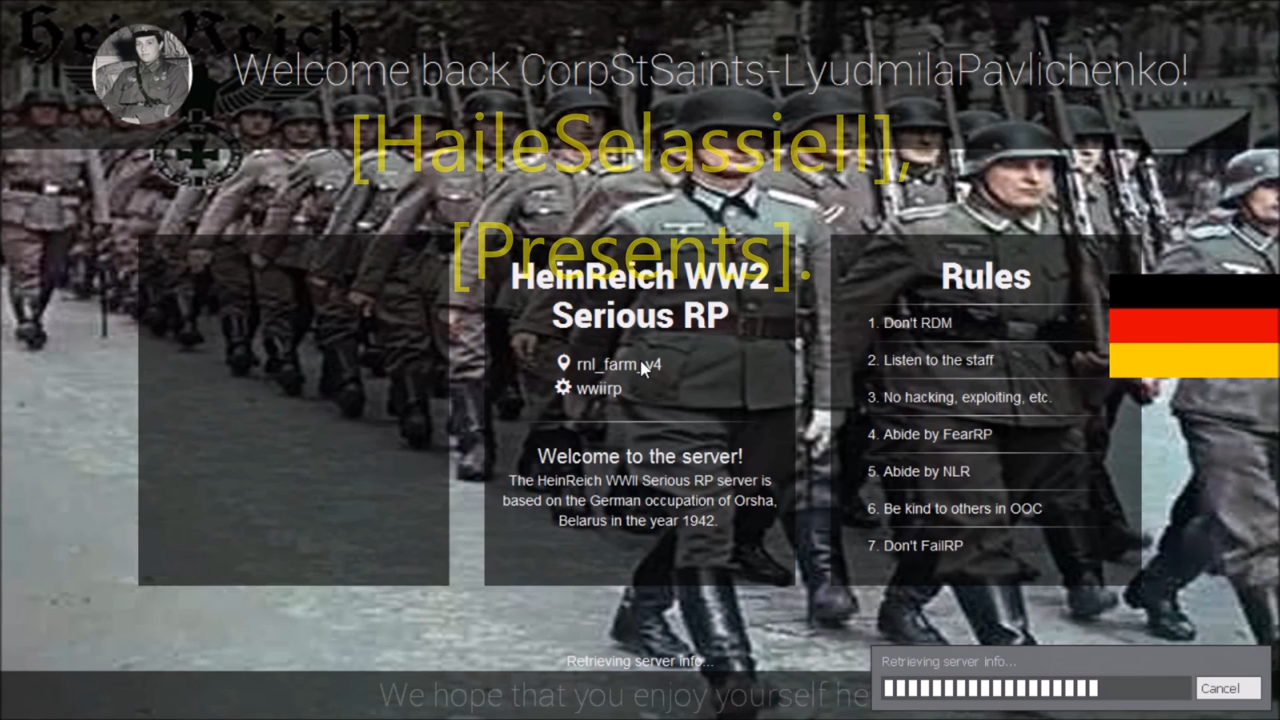 HeinReich
Welcome back CorpStSaints-LyudmilaPavlichenko!
[HaileSelassieII],
[Presents].
HeinReich WW2
Serious RP
rnl_farm_v4
wwiirp
Welcome to the server!
The HeinReich WWII Serious RP server is
based on the German occupation of Orsha,
Belarus in the year 1942.
Rules
1. Don't RDM
2. Listen to the staff
3. No hacking, exploiting, etc.
4. Abide by FearRP
5. Abide by NLR
6. Be kind to others in OOC
7. Don't FailRP
Retrieving server info...
We hope that you enjoy yourself he
Retrieving server info...
Cancel